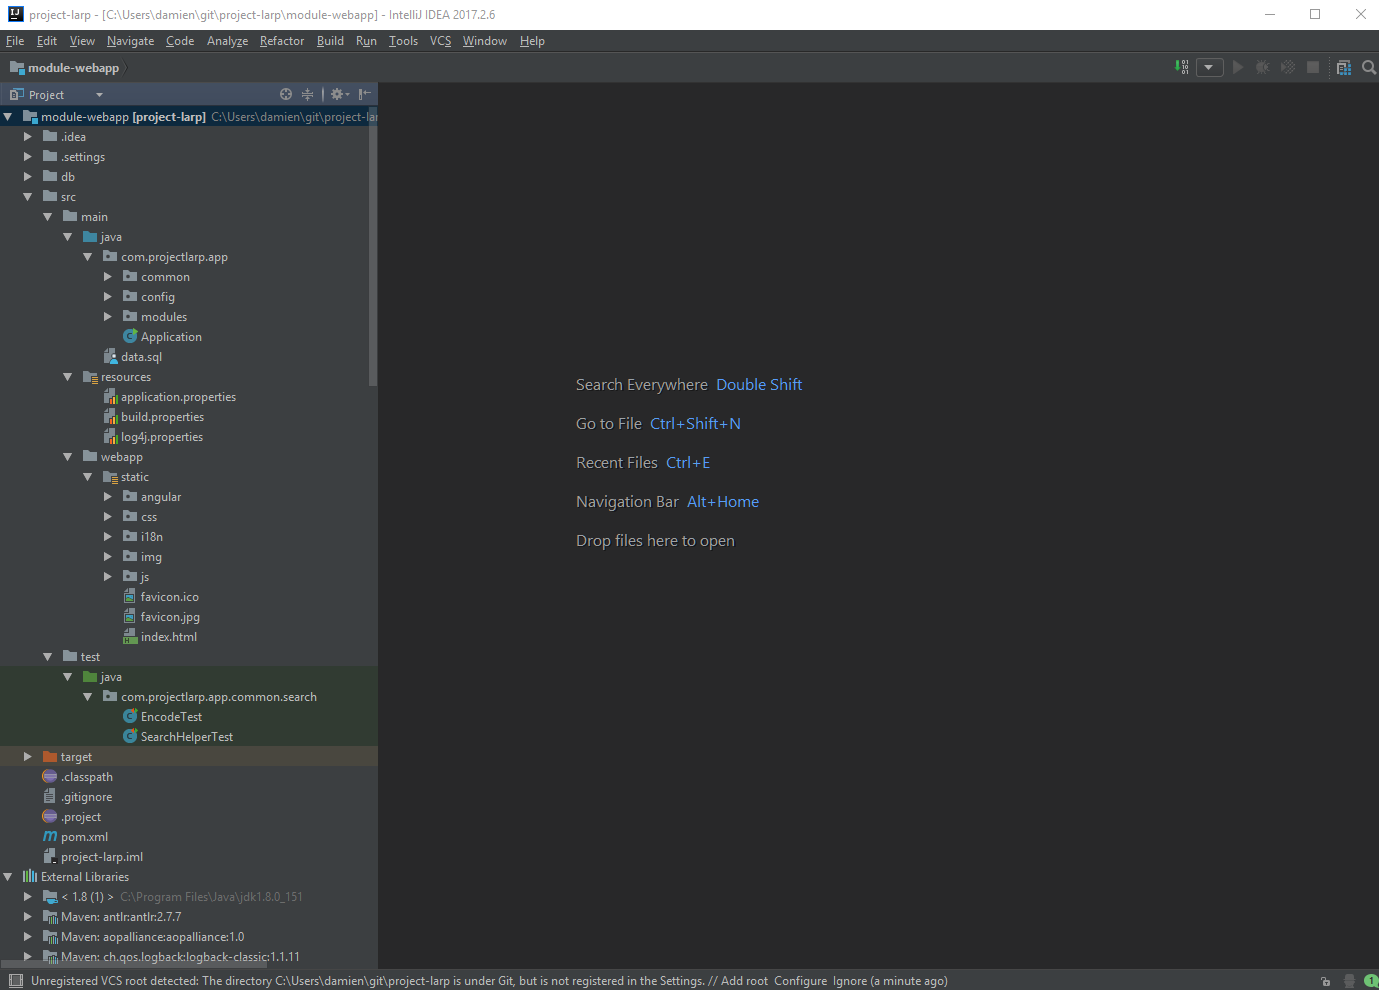 project-larp - [C:\Users\damien\git\project-larp\module-webapp] - IntelliJ IDEA 2017.2.6
File Edit View Navigate Code Analyze Refactor Build Run Tools VCS Window Help
module-webapp
Project
module-webapp [project-larp] C:\Users\damien\git\project-lar
.idea
.settings
db
src
main
java
com.projectlarp.app
common
config
modules
Application
data.sql
resources
application.properties
build.properties
log4j.properties
webapp
static
angular
css
i18n
img
js
favicon.ico
favicon.jpg
index.html
test
java
com.projectlarp.app.common.search
EncodeTest
SearchHelperTest
target
.classpath
.gitignore
.project
pom.xml
project-larp.iml
External Libraries
< 1.8 (1) > C:\Program Files\Java\jdk1.8.0_151
Maven: antlr:antlr:2.7.7
Maven: aopalliance:aopalliance:1.0
Maven: ch.qos.logback:logback-classic:1.1.11
Search Everywhere Double Shift
Go to File Ctrl+Shift+N
Recent Files Ctrl+E
Navigation Bar Alt+Home
Drop files here to open
Unregistered VCS root detected: The directory C:\Users\damien\git\project-larp is under Git, but is not registered in the Settings. // Add root Configure Ignore (a minute ago)
1